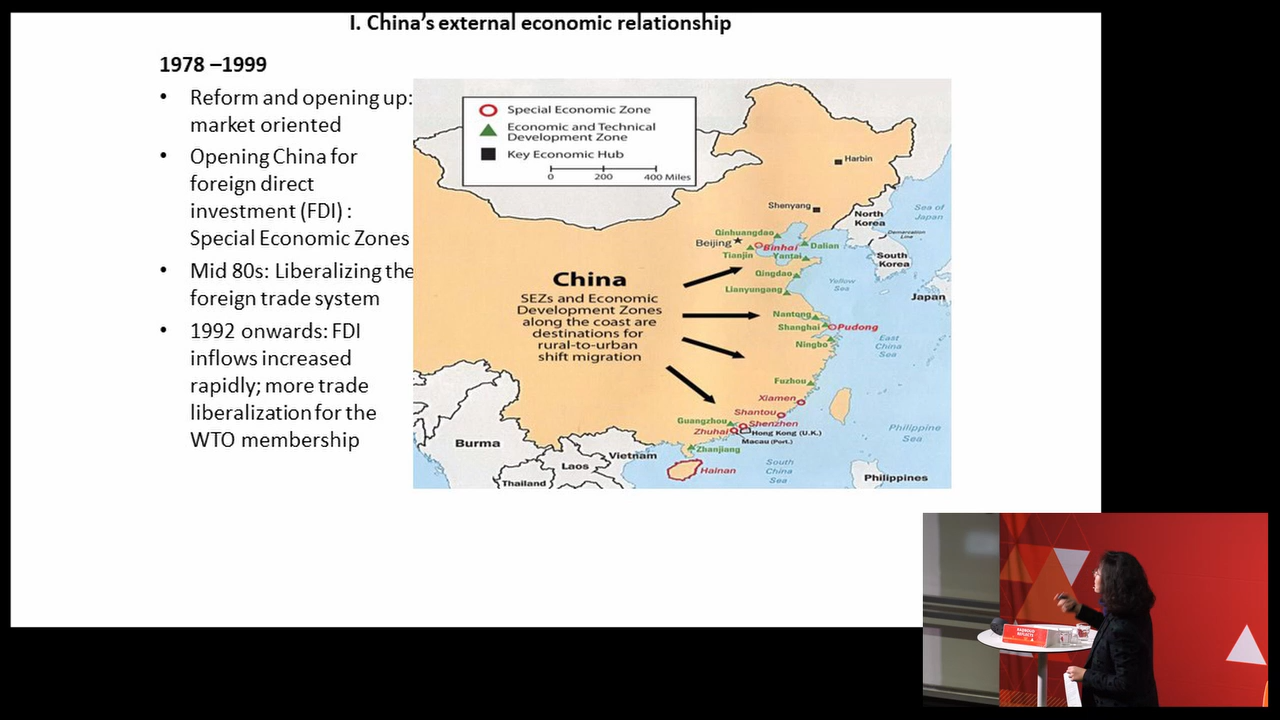 I. China's external economic relationship
1978 –1999
• Reform and opening up:
market oriented
• Opening China for
foreign direct
investment (FDI) :
Special Economic Zones
• Mid 80s: Liberalizing the
foreign trade system
• 1992 onwards: FDI
inflows increased
rapidly; more trade
liberalization for the
WTO membership
Special Economic Zone
Economic and Technical
Development Zone
Key Economic Hub
0 200 400 Miles
Harbin
Shenyang
North
Korea
Sea of
Japan
Demarcation
Line
South
Korea
Japan
Qinhuangdao
Beijing
Binhai
Dalian
Tianjin
Yantai
Qingdao
Yellow
Sea
Lianyungang
China
SEZs and Economic
Development Zones
along the coast are
destinations for
rural-to-urban
shift migration
Nantong
Shanghai
Pudong
Ningbo
East
China
Sea
Fuzhou
Xiamen
Shantou
Guangzhou
Shenzhen
Zhuhai
Hong Kong (U.K.)
Macau (Port.)
Zhanjiang
Philippine
Sea
Burma
Vietnam
Laos
Thailand
Hainan
South
China
Sea
Philippines
RADBOUD
REFLECTS